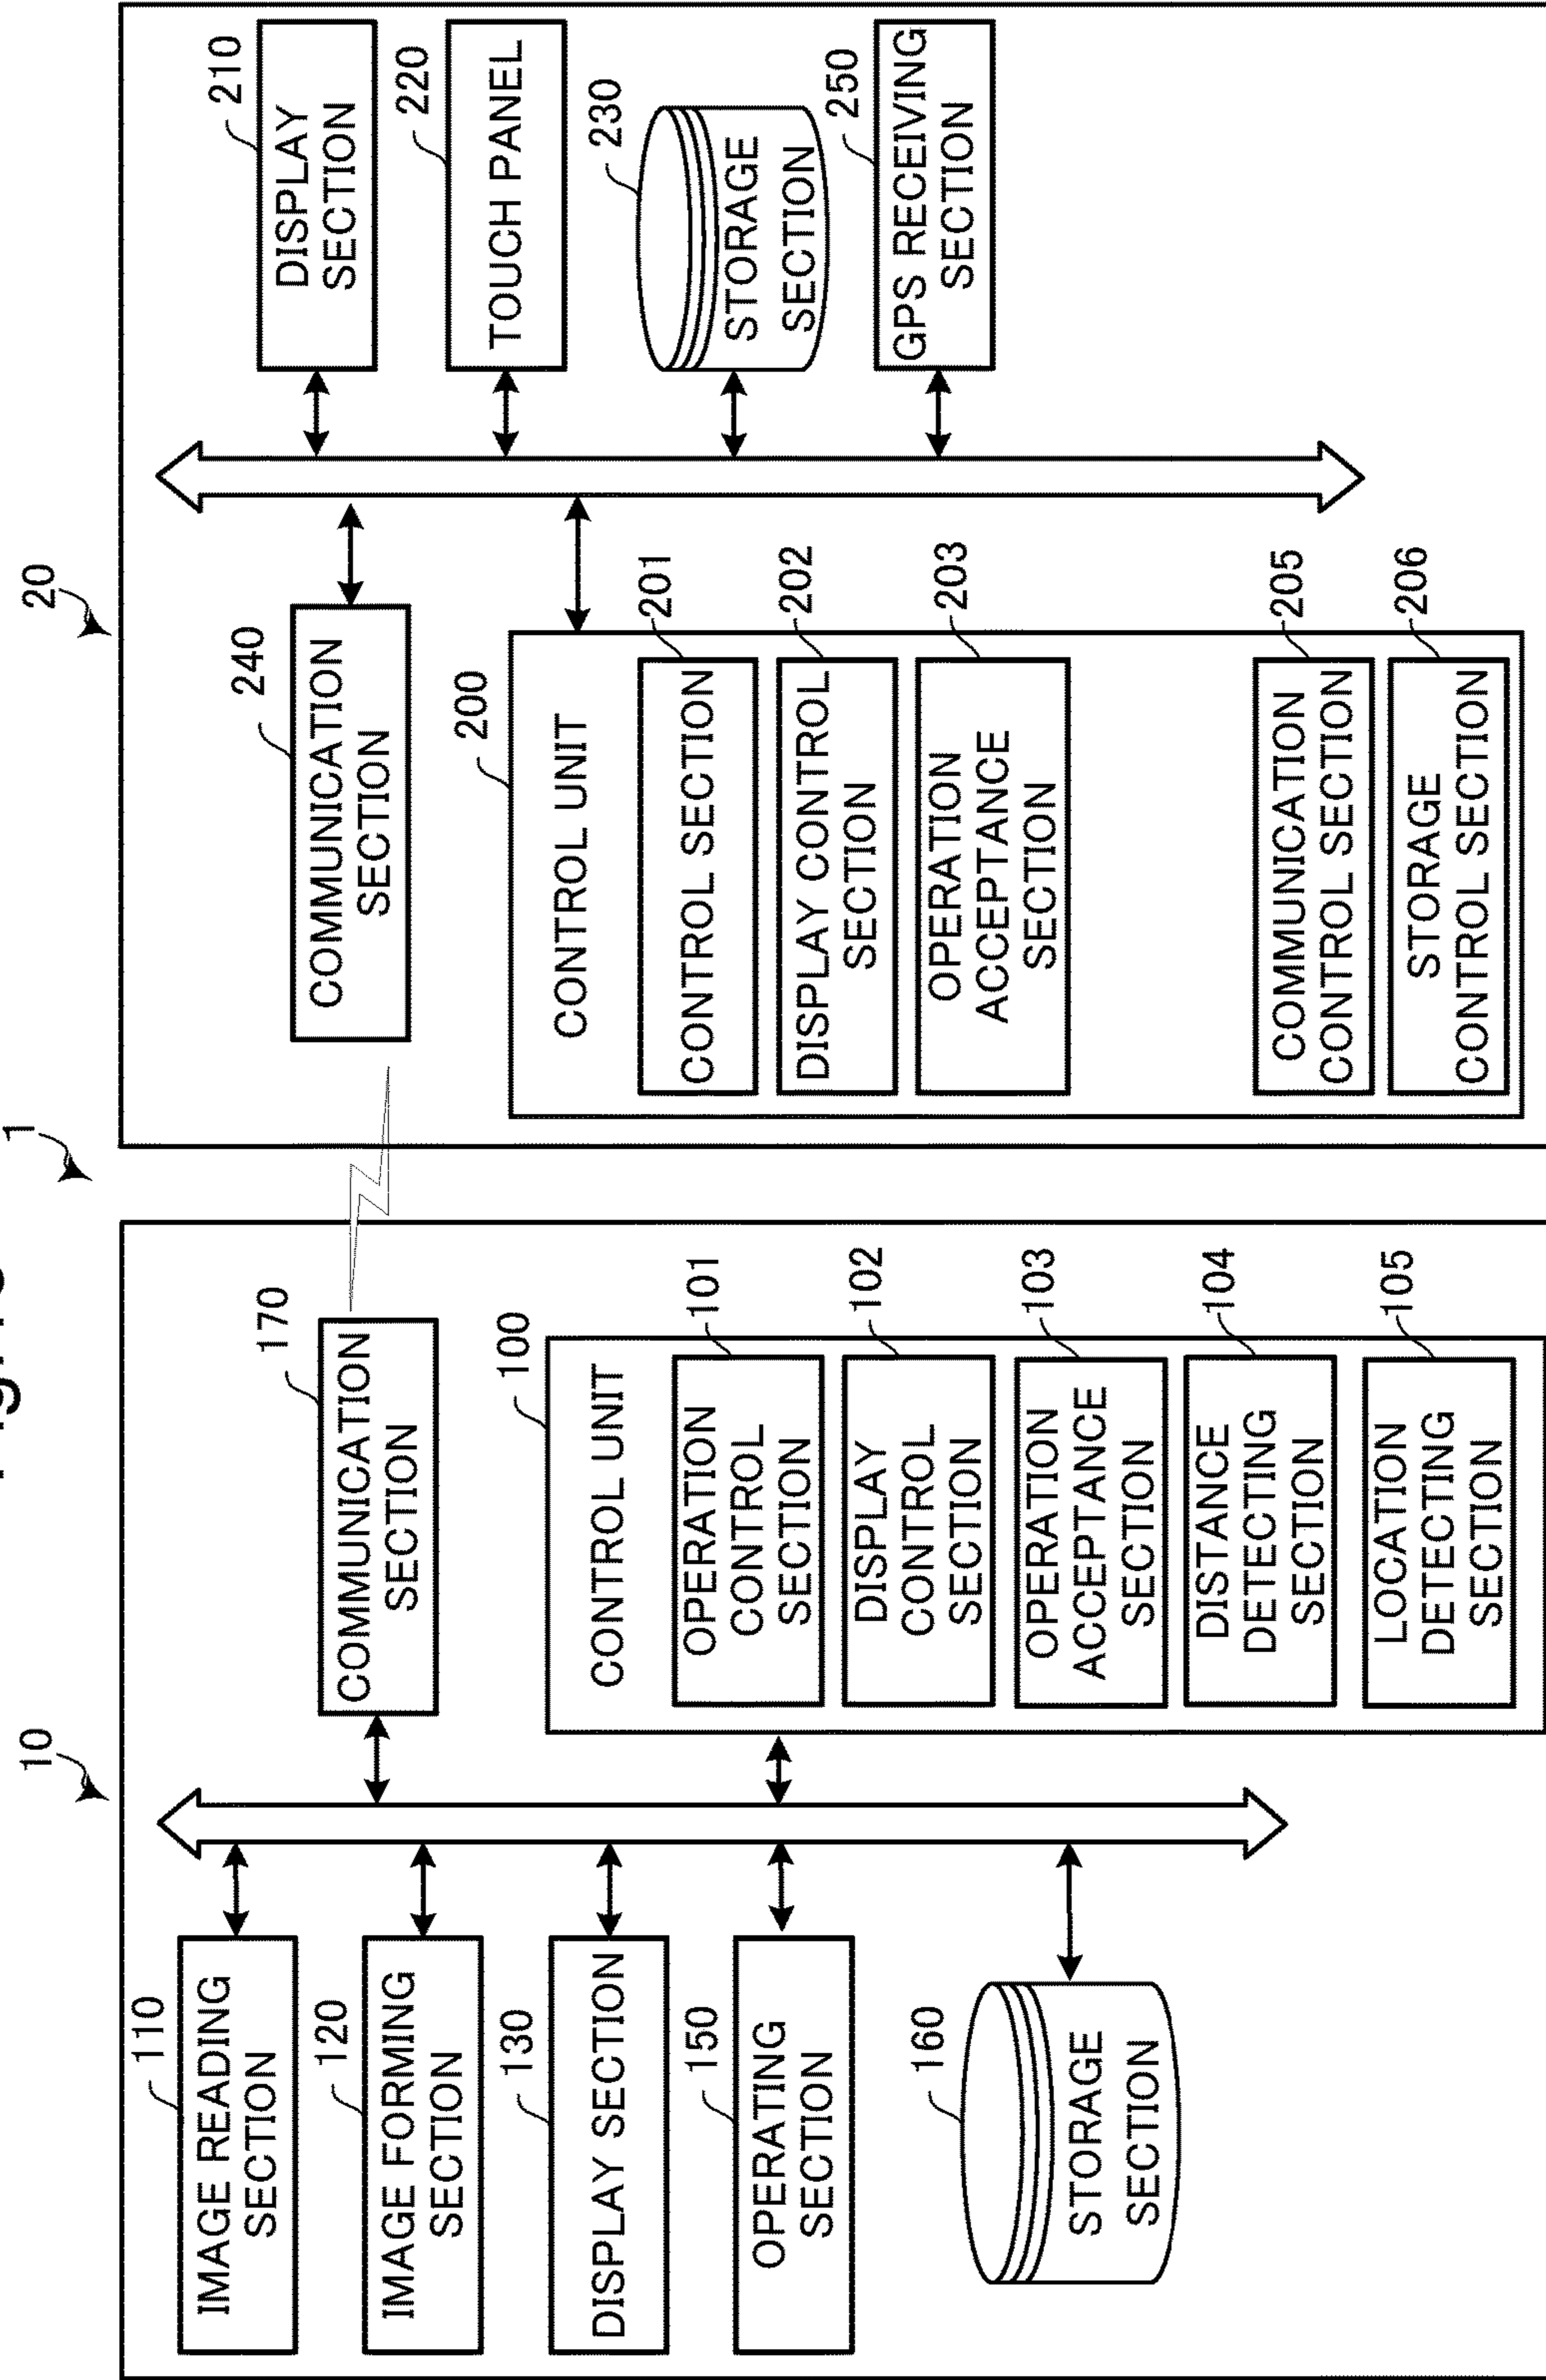 1
10
110
IMAGE READING
SECTION
120
IMAGE FORMING
SECTION
130
DISPLAY SECTION
150
OPERATING
SECTION
160
STORAGE
SECTION
170
COMMUNICATION
SECTION
100
CONTROL UNIT
101
OPERATION
CONTROL
SECTION
102
DISPLAY
CONTROL
SECTION
103
OPERATION
ACCEPTANCE
SECTION
104
DISTANCE
DETECTING
SECTION
105
LOCATION
DETECTING
SECTION
20
240
COMMUNICATION
SECTION
200
CONTROL UNIT
201
CONTROL SECTION
202
DISPLAY CONTROL
SECTION
203
OPERATION
ACCEPTANCE
SECTION
205
COMMUNICATION
CONTROL SECTION
206
STORAGE
CONTROL SECTION
210
DISPLAY
SECTION
220
TOUCH PANEL
230
STORAGE
SECTION
250
GPS RECEIVING
SECTION